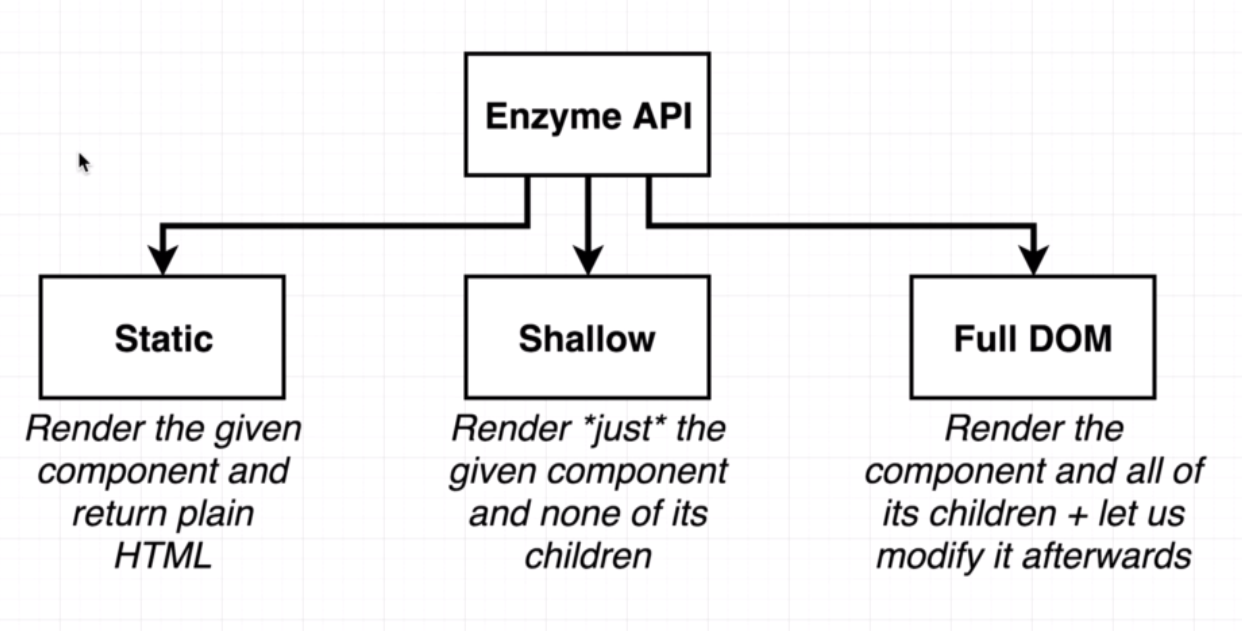 Enzyme API
Static
Shallow
Full DOM
Render the given
component and
return plain
HTML
Render *just* the
given component
and none of its
children
Render the
component and all of
its children + let us
modify it afterwards